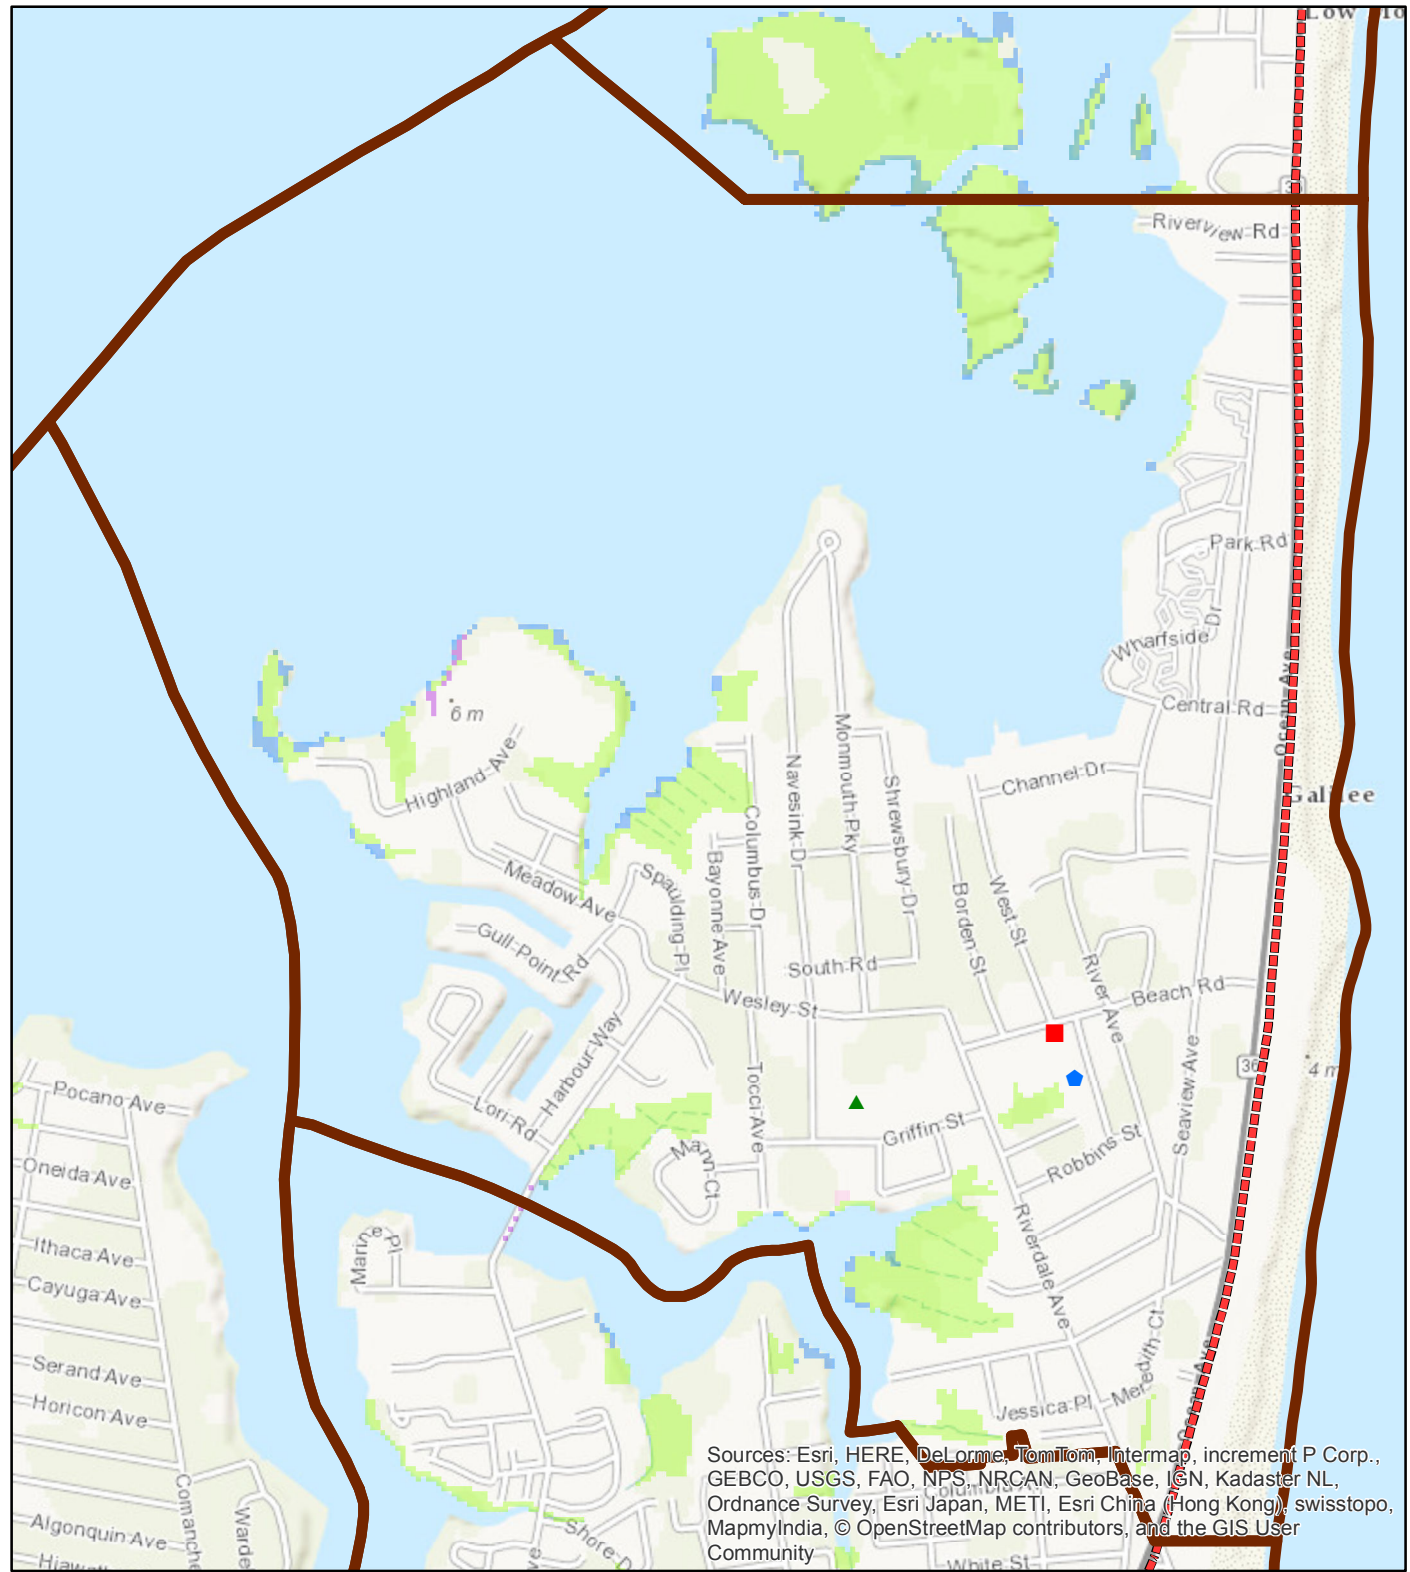 Riverview Rd
Park Rd
Wharfside Dr
Central Rd
Ocean Ave
6 m
Highland Ave
Channel Dr
Galilee
Navesink Dr
Monmouth Pky
Shrewsbury Dr
Columbus Dr
Bayonne Ave
Spaulding Pl
Meadow Ave
Borden St
West St
Gull Point Rd
South Rd
River Ave
Beach Rd
Wesley St
Harbour Way
Tocci Ave
Seaview Ave
36
4 m
Pocano Ave
Lori Rd
Griffin St
Mann Ct
Robbins St
Oneida Ave
Ithaca Ave
Marine Pl
Riverdale Ave
Cayuga Ave
Meredith Ct
Ocean Ave
Serand Ave
Horicon Ave
Jessica Pl
Sources: Esri, HERE, DeLorme, TomTom, Intermap, increment P Corp.,
GEBCO, USGS, FAO, NPS, NRCAN, GeoBase, IGN, Kadaster NL,
Ordnance Survey, Esri Japan, METI, Esri China (Hong Kong), swisstopo,
MapmyIndia, © OpenStreetMap contributors, and the GIS User
Community
Comanche
Algonquin Ave
Shore D
White St